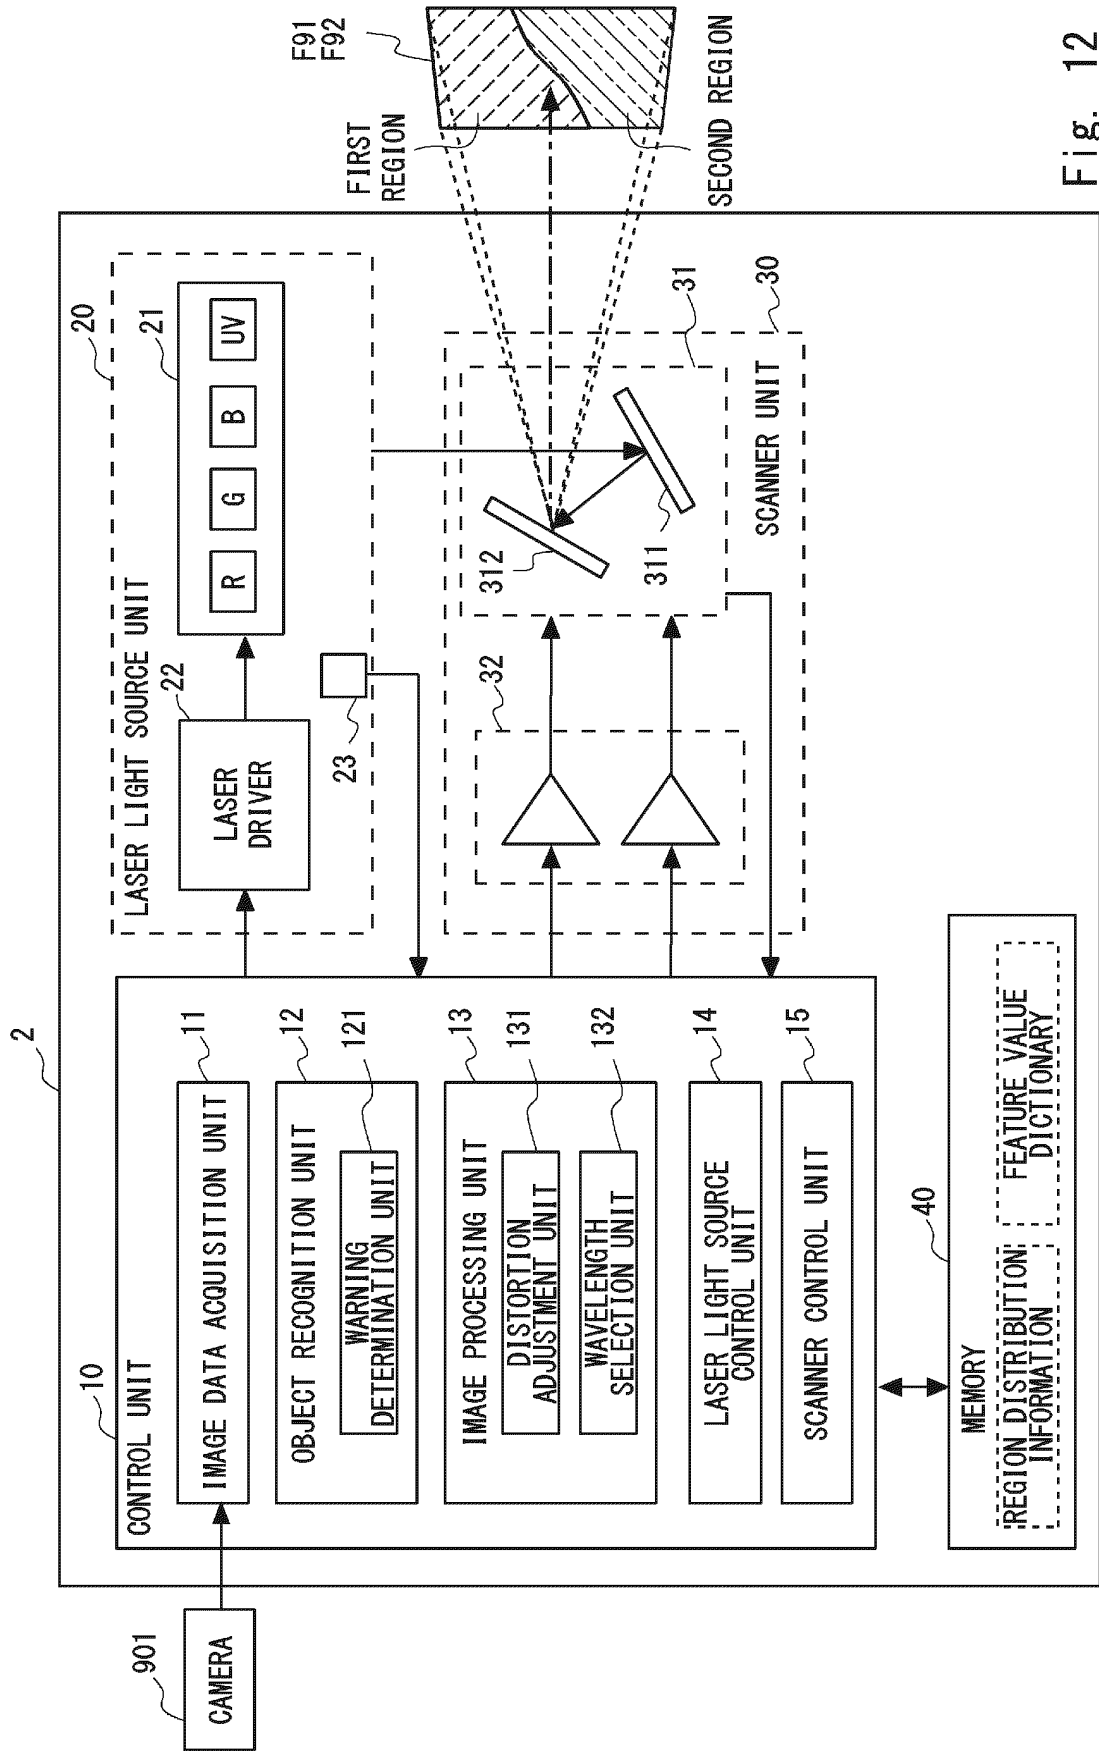 2
901
CAMERA
10
CONTROL UNIT
IMAGE DATA ACQUISITION UNIT
11
OBJECT RECOGNITION UNIT
12
WARNING
DETERMINATION UNIT
121
IMAGE PROCESSING UNIT
13
DISTORTION
ADJUSTMENT UNIT
131
WAVELENGTH
SELECTION UNIT
132
LASER LIGHT SOURCE
CONTROL UNIT
14
SCANNER CONTROL UNIT
15
MEMORY
40
REGION DISTRIBUTION
INFORMATION
FEATURE VALUE
DICTIONARY
LASER LIGHT SOURCE UNIT
20
22
LASER
DRIVER
21
R
G
B
UV
23
32
312
311
31
30
SCANNER UNIT
FIRST
REGION
F91
F92
SECOND REGION
Fig. 12